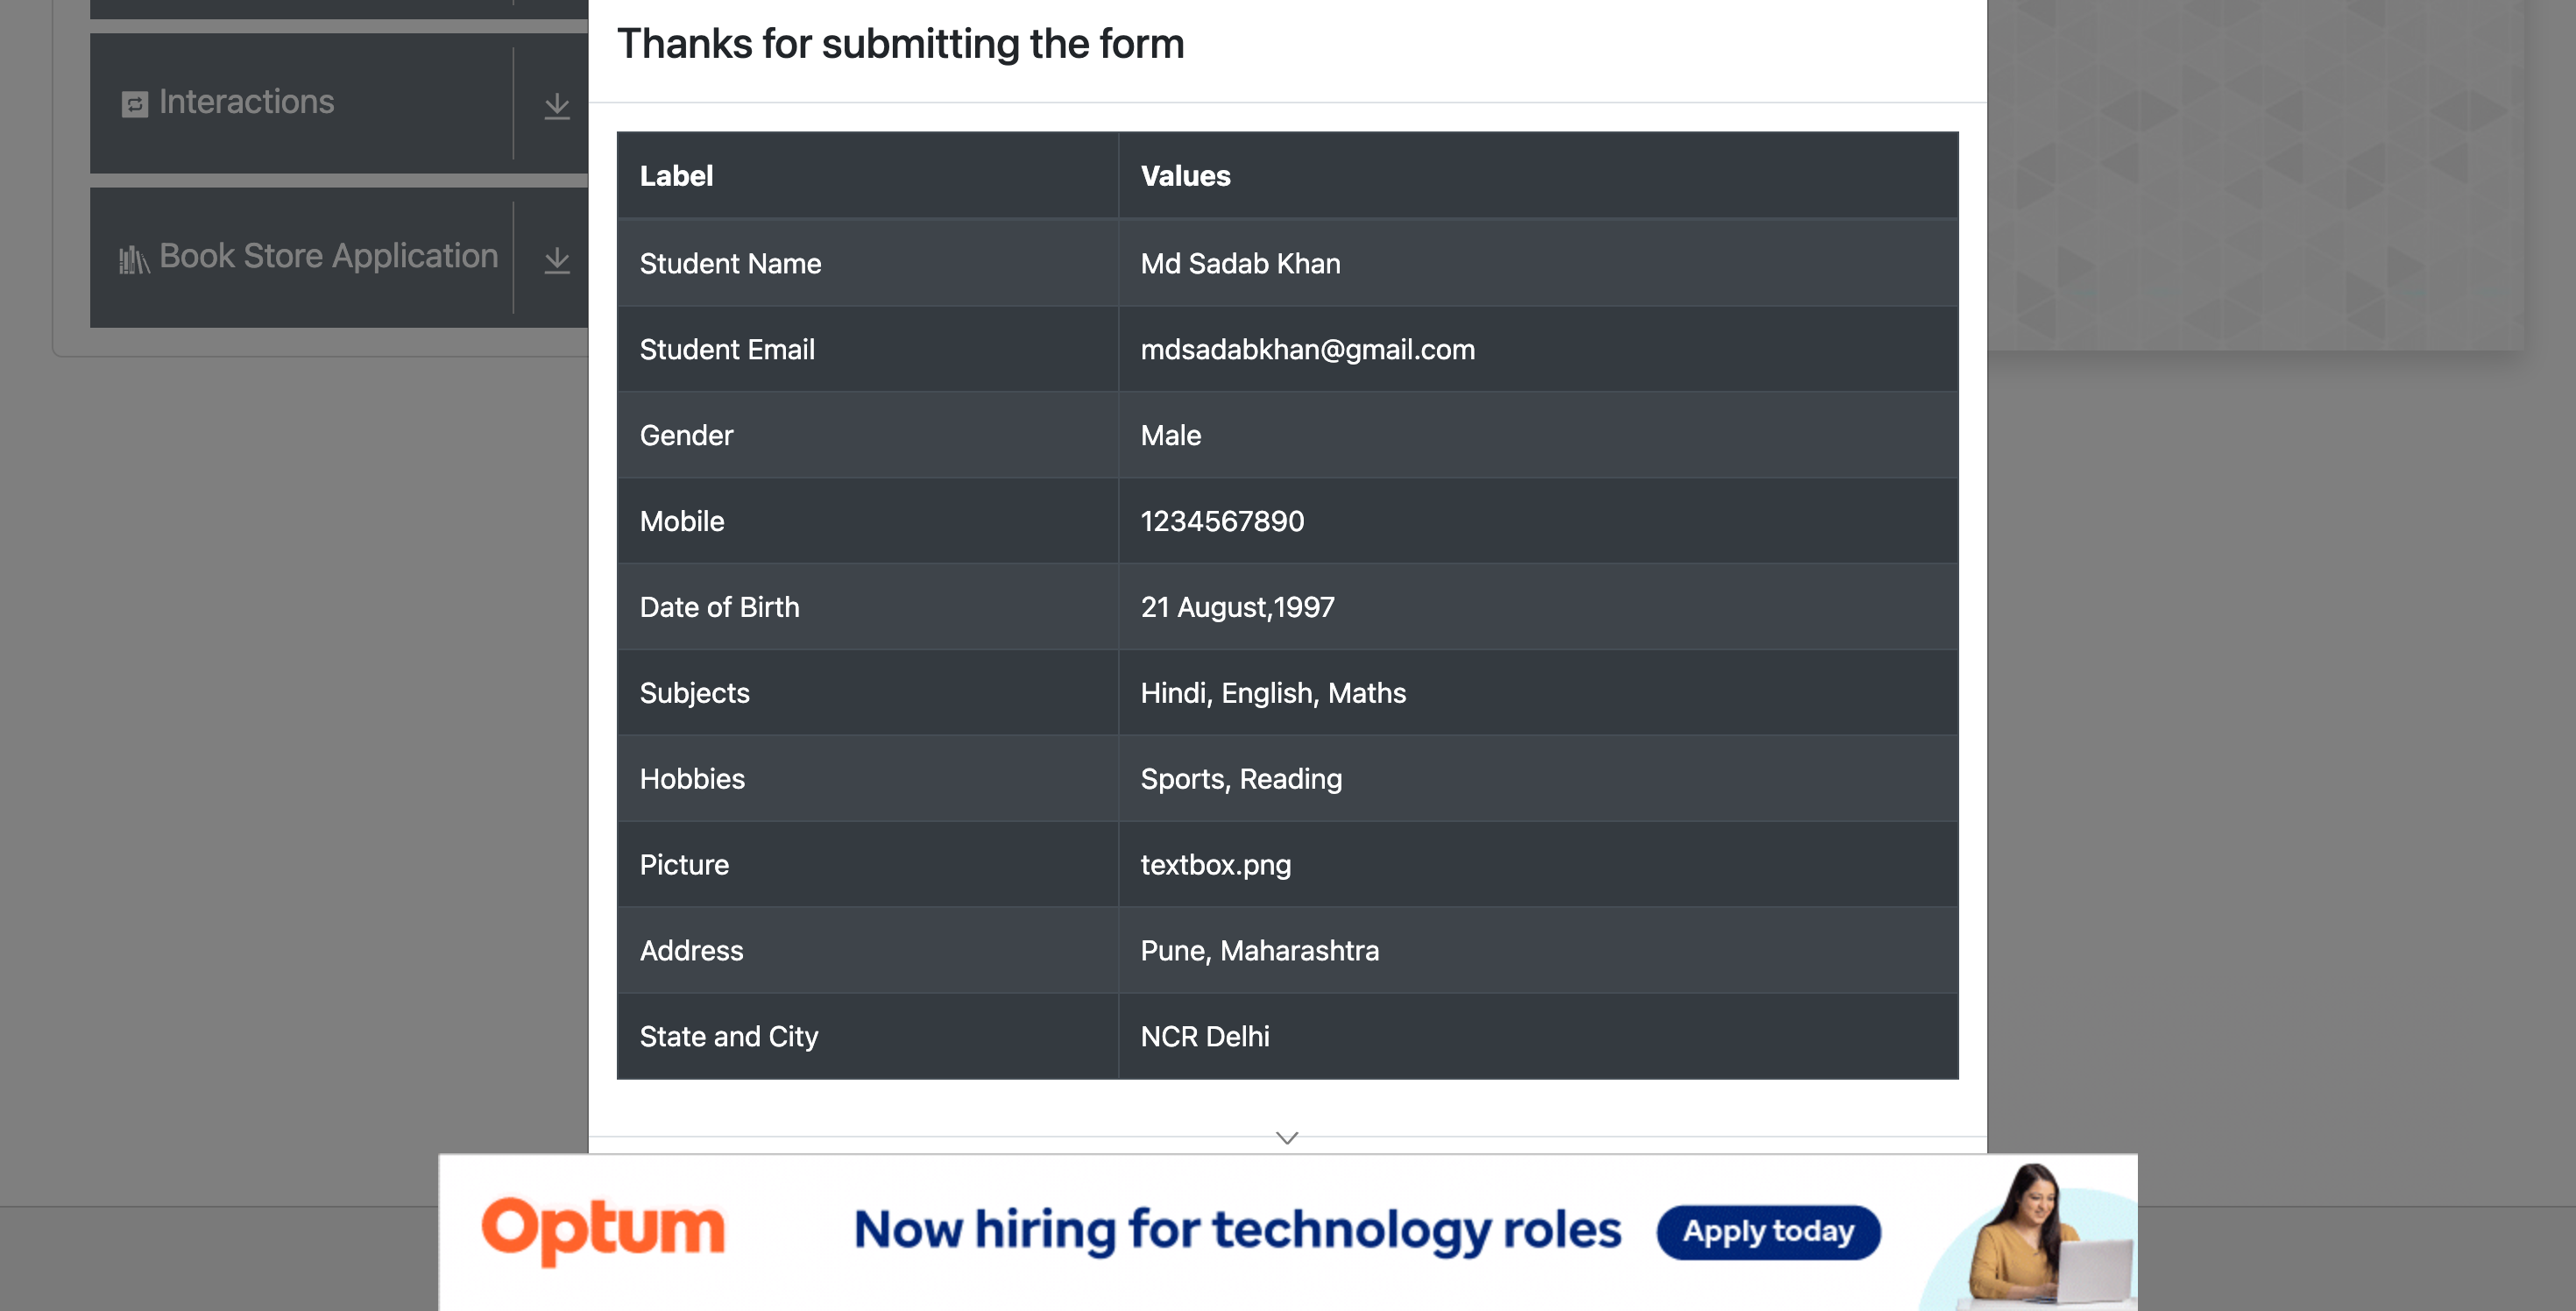 Thanks for submitting the form
Interactions
Book Store Application
Label Values
Student Name Md Sadab Khan
Student Email mdsadabkhan@gmail.com
Gender Male
Mobile 1234567890
Date of Birth 21 August,1997
Subjects Hindi, English, Maths
Hobbies Sports, Reading
Picture textbox.png
Address Pune, Maharashtra
State and City NCR Delhi
Optum Now hiring for technology roles Apply today